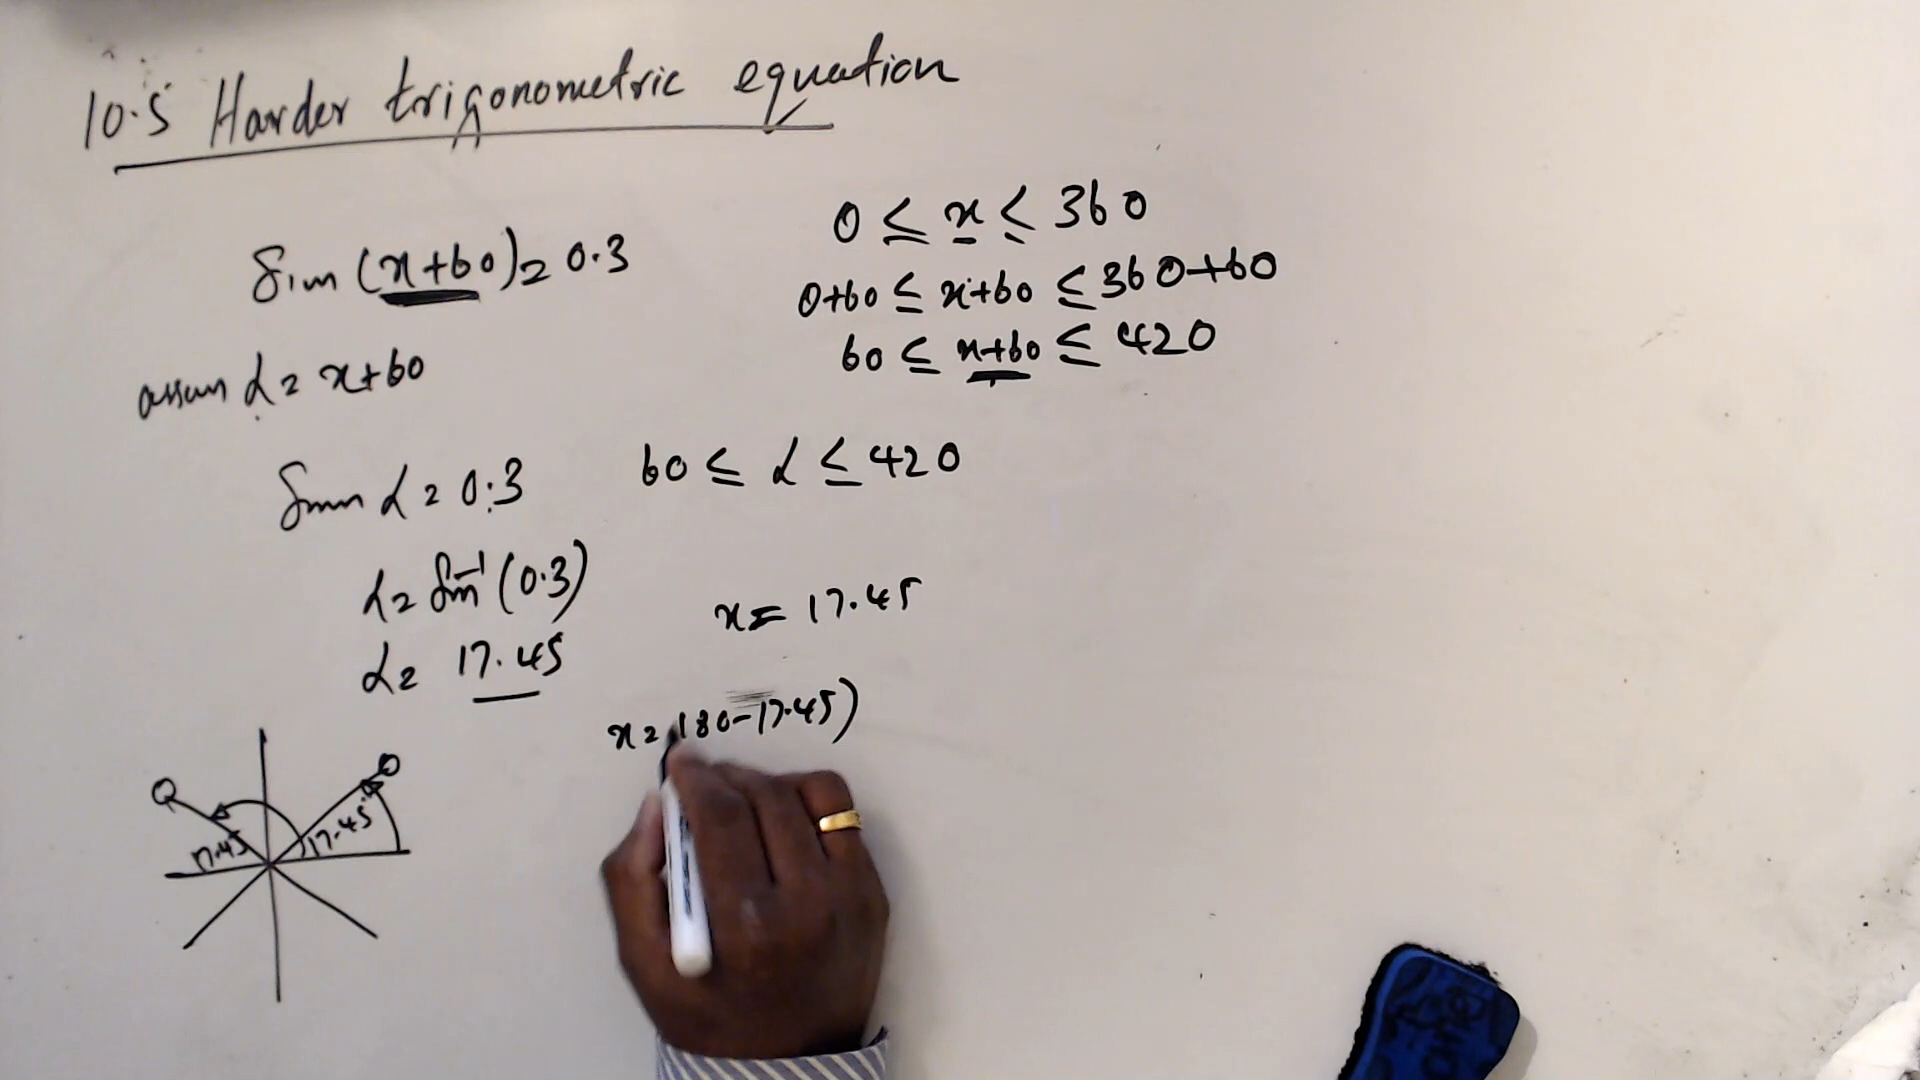 10.5 Harder trigonometric equation
Sin (x+60) = 0.3
0 ≤ x ≤ 360
0+60 ≤ x+60 ≤ 360+60
60 ≤ x+60 ≤ 420
assum α = x+60
Sin α = 0.3
60 ≤ α ≤ 420
α = Sin⁻¹ (0.3)
α = 17.45
x = 17.45
x = (180-17.45)
17.45
17.45